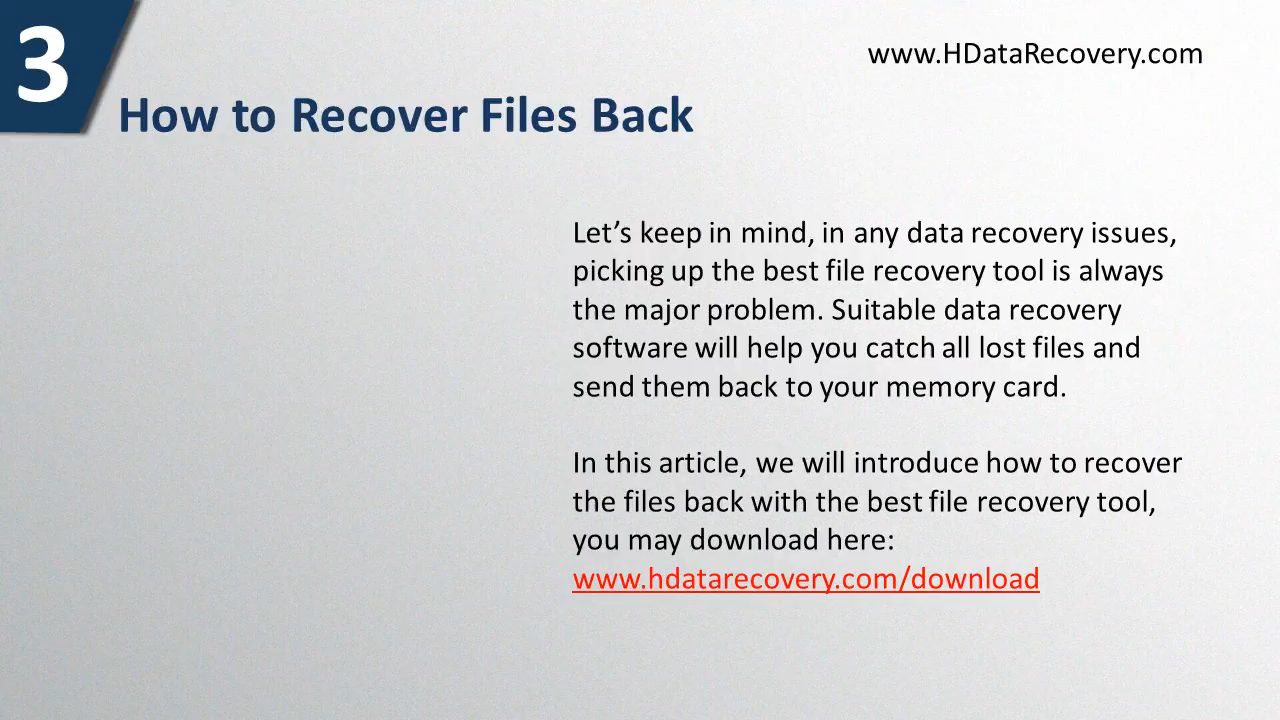 3
www.HDataRecovery.com
How to Recover Files Back
Let’s keep in mind, in any data recovery issues,
picking up the best file recovery tool is always
the major problem. Suitable data recovery
software will help you catch all lost files and
send them back to your memory card.
In this article, we will introduce how to recover
the files back with the best file recovery tool,
you may download here:
www.hdatarecovery.com/download